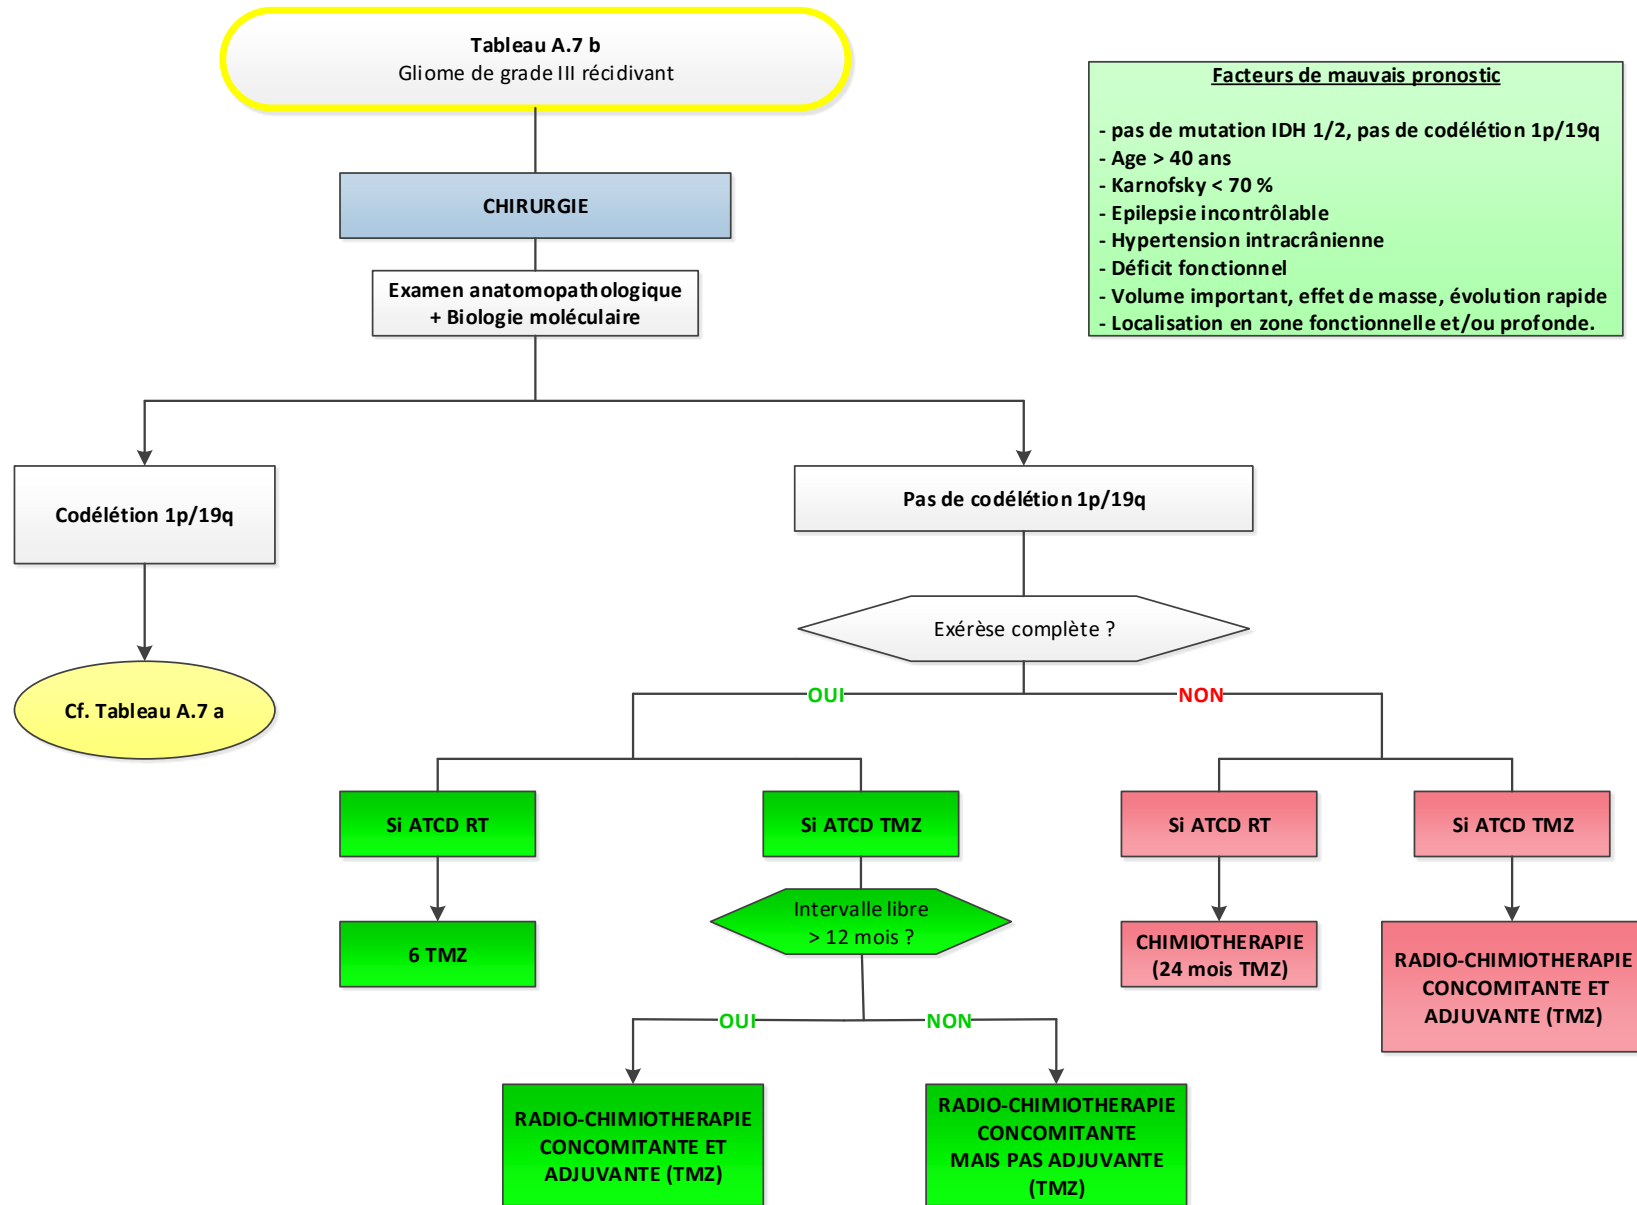 Tableau A.7 b
Gliome de grade III récidivant
Facteurs de mauvais pronostic
- pas de mutation IDH 1/2, pas de codélétion 1p/19q
- Age > 40 ans
- Karnofsky < 70 %
- Epilepsie incontrôlable
- Hypertension intracrânienne
- Déficit fonctionnel
- Volume important, effet de masse, évolution rapide
- Localisation en zone fonctionnelle et/ou profonde.
CHIRURGIE
Examen anatomopathologique
+ Biologie moléculaire
Codélétion 1p/19q
Pas de codélétion 1p/19q
Exérèse complète ?
Cf. Tableau A.7 a
OUI
NON
Si ATCD RT
Si ATCD TMZ
Si ATCD RT
Si ATCD TMZ
6 TMZ
Intervalle libre
> 12 mois ?
CHIMIOTHERAPIE
(24 mois TMZ)
RADIO-CHIMIOTHERAPIE
CONCOMITANTE ET
ADJUVANTE (TMZ)
OUI
NON
RADIO-CHIMIOTHERAPIE
CONCOMITANTE ET
ADJUVANTE (TMZ)
RADIO-CHIMIOTHERAPIE
CONCOMITANTE
MAIS PAS ADJUVANTE
(TMZ)